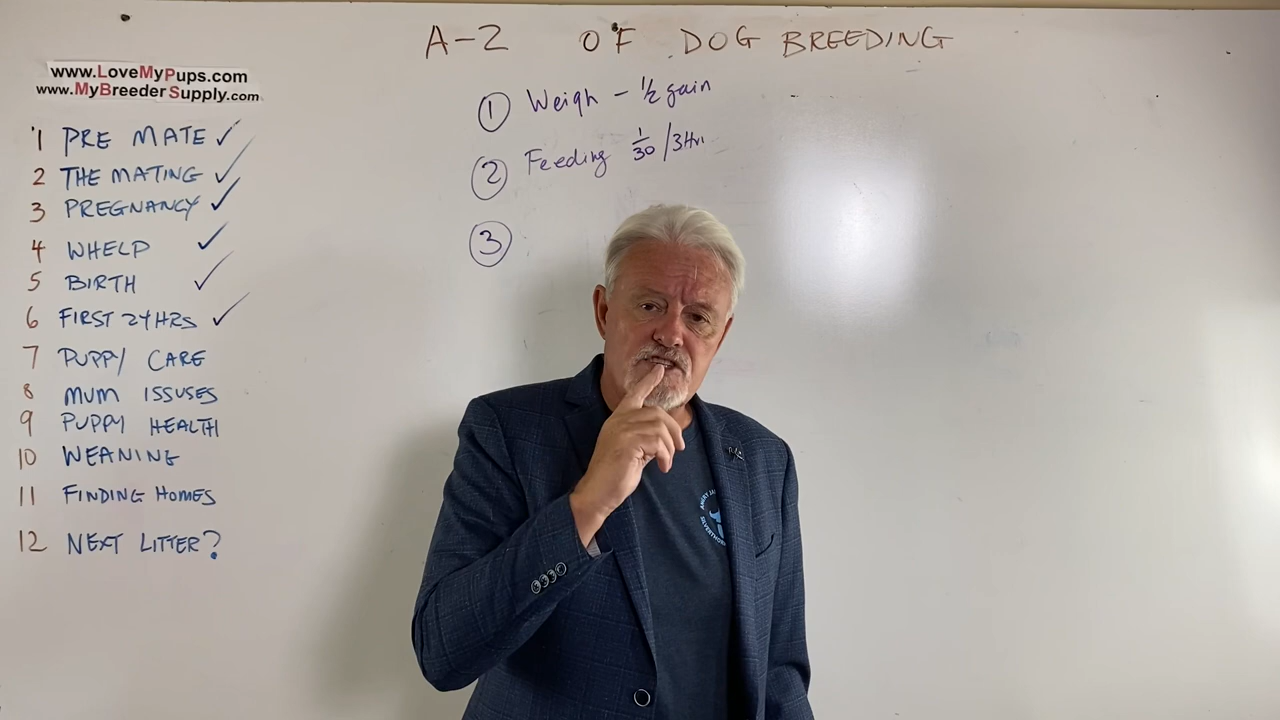 A-Z OF DOG BREEDING
www.LoveMyPups.com
www.MyBreederSupply.com
1 PRE MATE ✓
2 THE MATING ✓
3 PREGNANCY ✓
4 WHELP ✓
5 BIRTH ✓
6 FIRST 24HRS ✓
7 PUPPY CARE
8 MUM ISSUSES
9 PUPPY HEALTH
10 WEANING
11 FINDING HOMES
12 NEXT LITTER?
1 Weigh - 1/2 gain
2 Feeding 1/30 /3Hrs
3